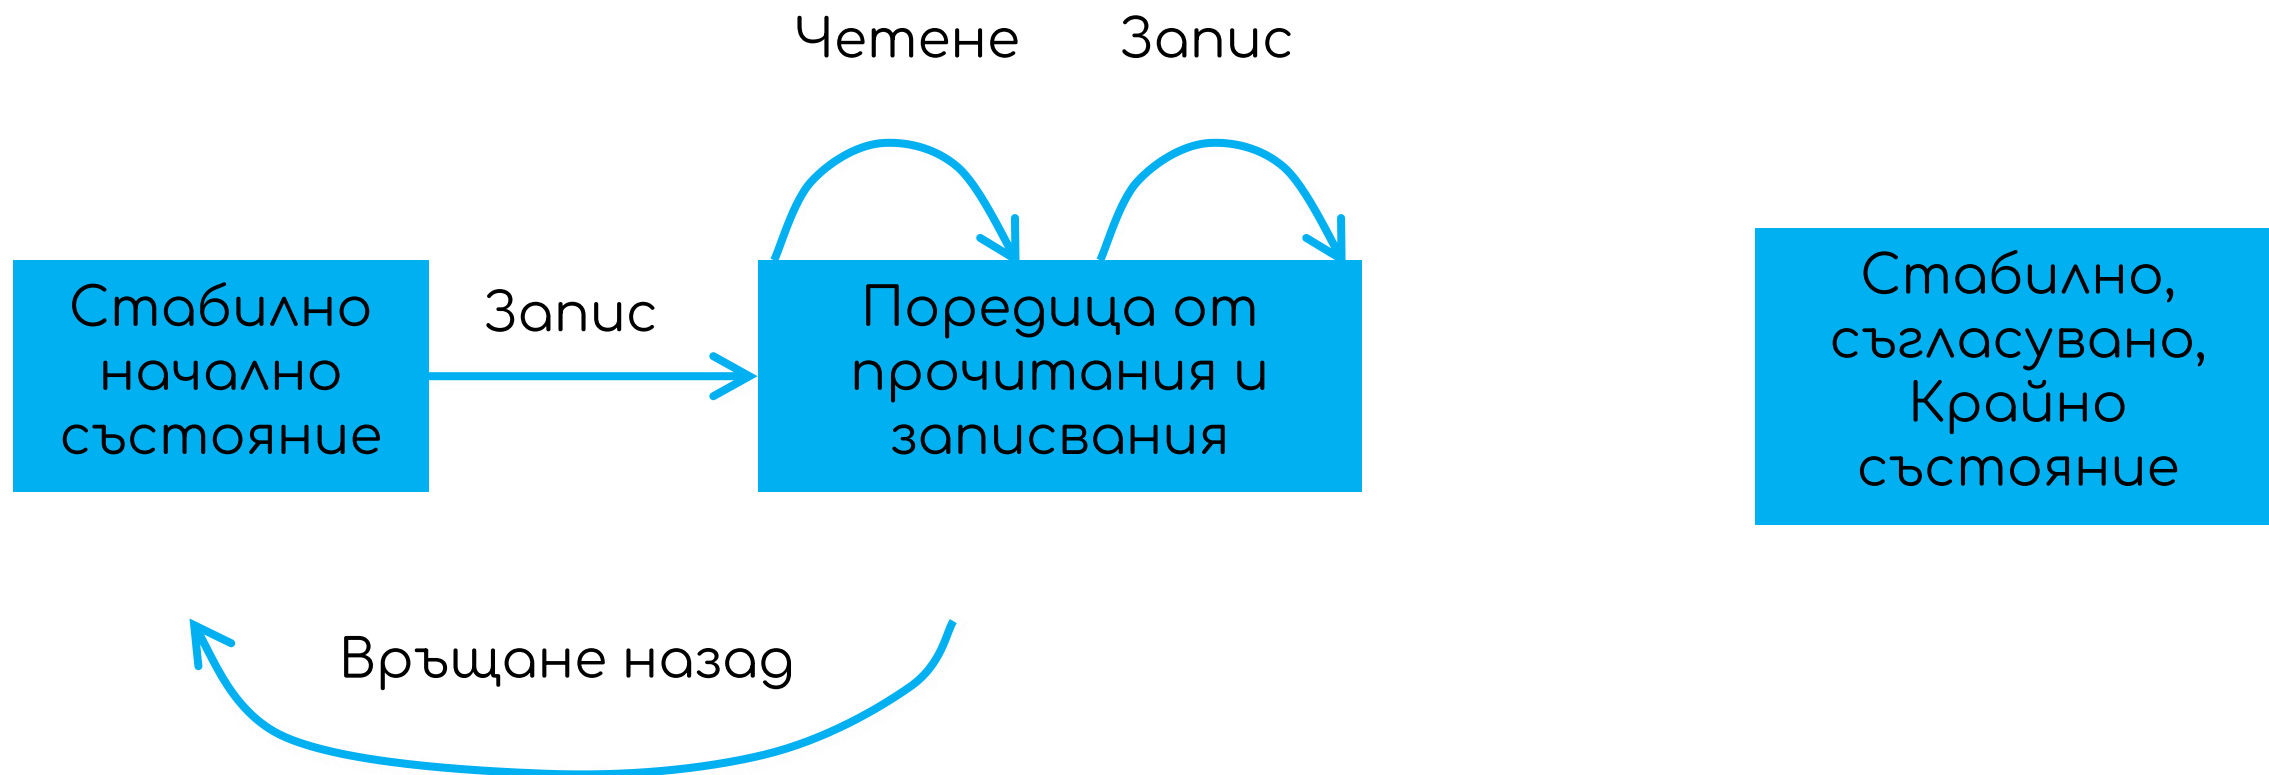 Четене
Запис
Стабилно
начално
състояние
Запис
Поредица от
прочитания и
записвания
Стабилно,
съгласувано,
Крайно
състояние
Връщане назад